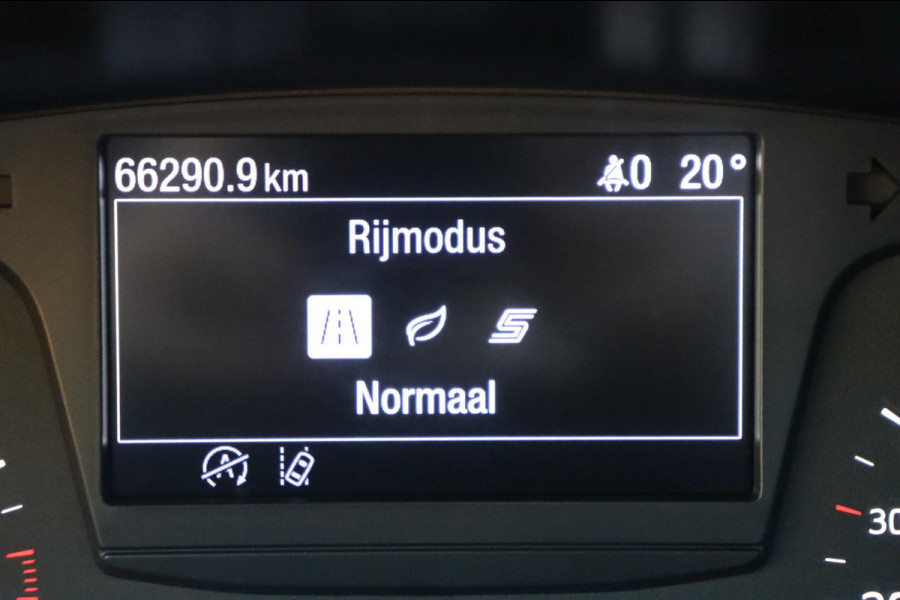 66290.9 km 0 20°
Rijmodus
S
Normaal
A
30